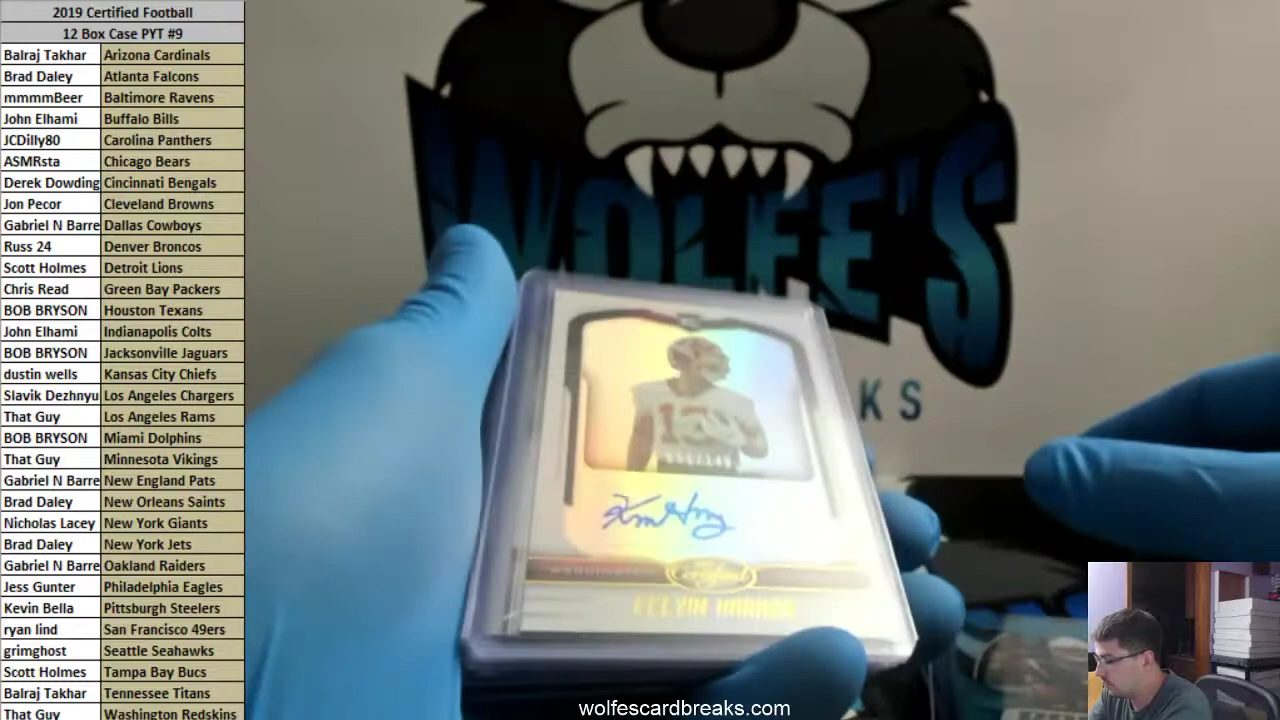 2019 Certified Football
12 Box Case PYT #9
Balraj Takhar Arizona Cardinals
Brad Daley Atlanta Falcons
mmmmBeer Baltimore Ravens
John Elhami Buffalo Bills
JCDilly80 Carolina Panthers
ASMRsta Chicago Bears
Derek Dowding Cincinnati Bengals
Jon Pecor Cleveland Browns
Gabriel N Barre Dallas Cowboys
Russ 24 Denver Broncos
Scott Holmes Detroit Lions
Chris Read Green Bay Packers
BOB BRYSON Houston Texans
John Elhami Indianapolis Colts
BOB BRYSON Jacksonville Jaguars
dustin wells Kansas City Chiefs
Slavik Dezhnyu Los Angeles Chargers
That Guy Los Angeles Rams
BOB BRYSON Miami Dolphins
That Guy Minnesota Vikings
Gabriel N Barre New England Pats
Brad Daley New Orleans Saints
Nicholas Lacey New York Giants
Brad Daley New York Jets
Gabriel N Barre Oakland Raiders
Jess Gunter Philadelphia Eagles
Kevin Bella Pittsburgh Steelers
ryan lind San Francisco 49ers
grimghost Seattle Seahawks
Scott Holmes Tampa Bay Bucs
Balraj Takhar Tennessee Titans
That Guy Washington Redskins
WOLFE'S
KS
Certified
wolfescardbreaks.com